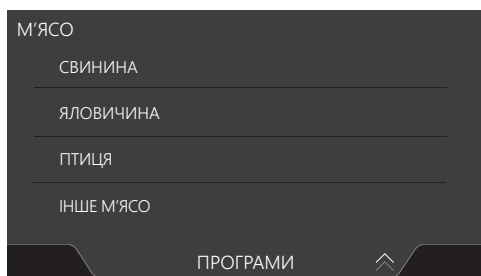 М’ЯСО
СВИНИНА
ЯЛОВИЧИНА
ПТИЦЯ
ІНШЕ М’ЯСО
ПРОГРАМИ